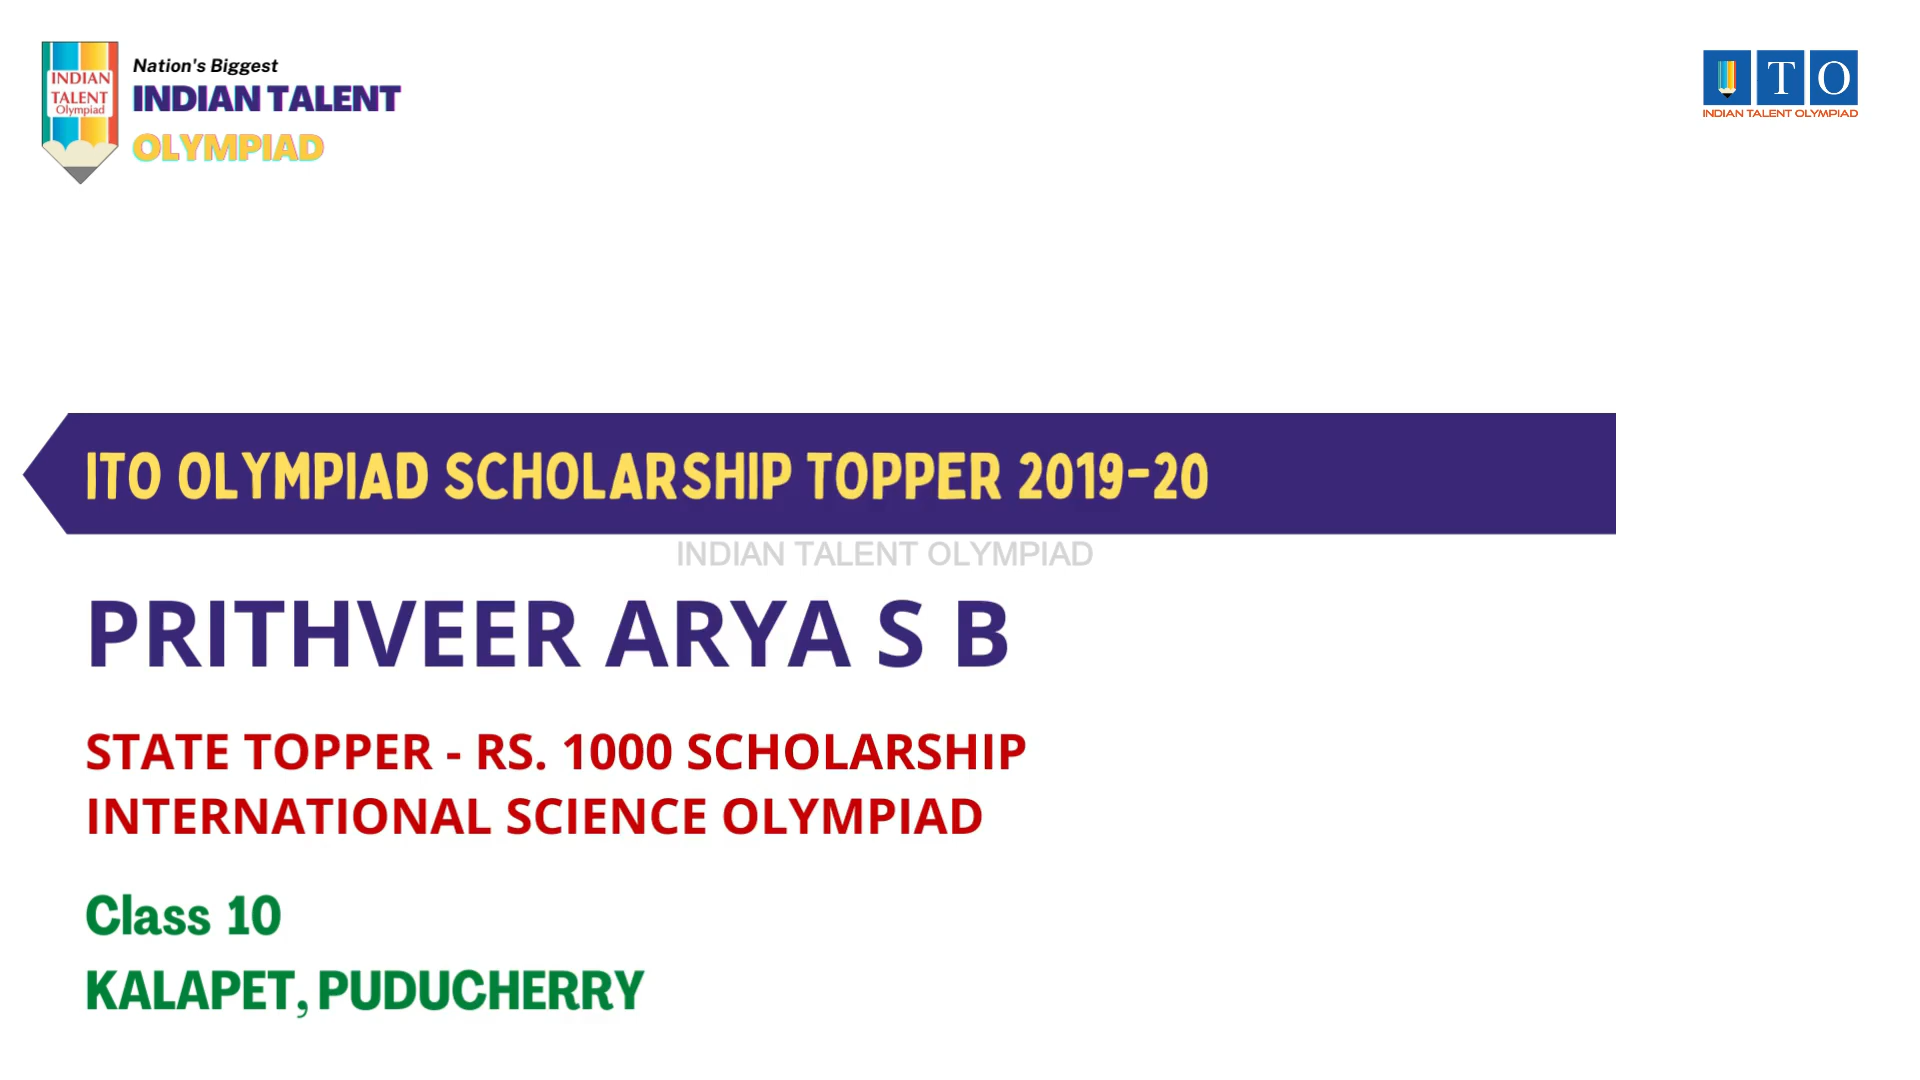 INDIAN
TALENT
Olympiad
Nation's Biggest
INDIAN TALENT
OLYMPIAD
TO
INDIAN TALENT OLYMPIAD
ITO OLYMPIAD SCHOLARSHIP TOPPER 2019-20
INDIAN TALENT OLYMPIAD
PRITHVEER ARYA S B
STATE TOPPER - RS. 1000 SCHOLARSHIP
INTERNATIONAL SCIENCE OLYMPIAD
Class 10
KALAPET, PUDUCHERRY